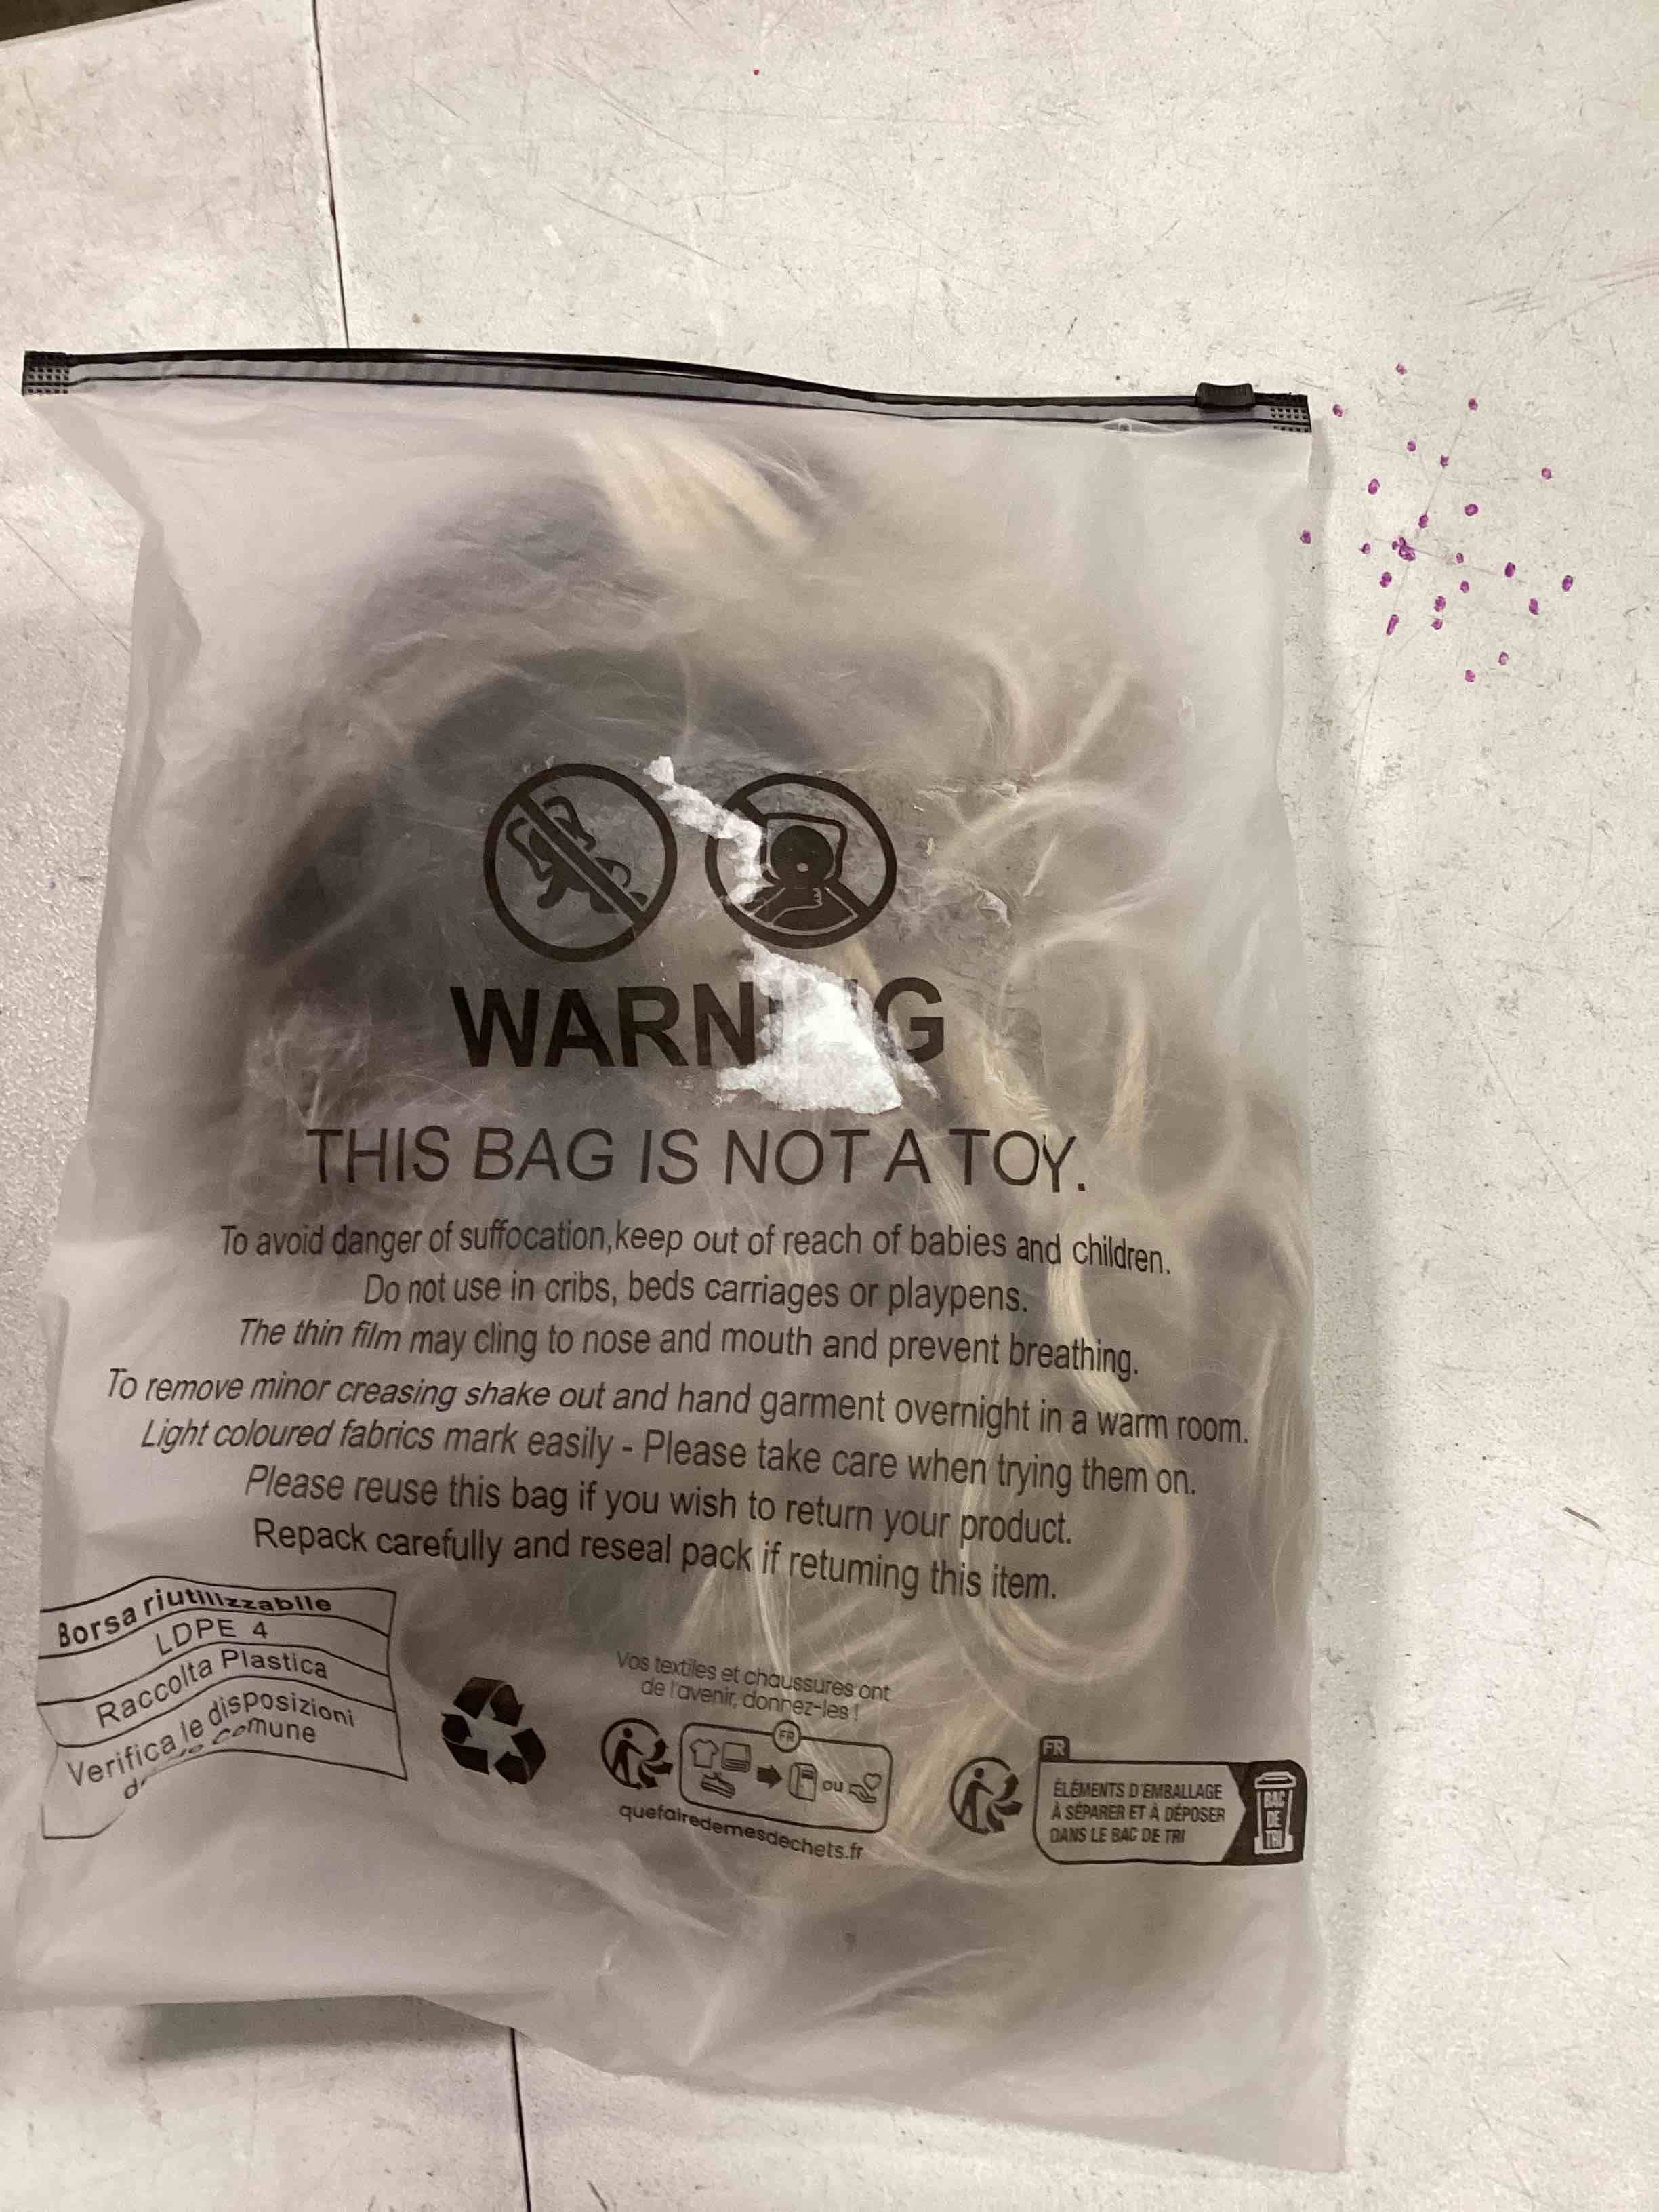 WARNING
THIS BAG IS NOT A TOY.
To avoid danger of suffocation,keep out of reach of babies and children.
Do not use in cribs, beds carriages or playpens.
The thin film may cling to nose and mouth and prevent breathing.
To remove minor creasing shake out and hand garment overnight in a warm room.
Light coloured fabrics mark easily - Please take care when trying them on.
Please reuse this bag if you wish to return your product.
Repack carefully and reseal pack if retuming this item.
Borsa riutilizzabile
LDPE 4
Raccolta Plastica
Verifica le disposizioni
comune
Vos textiles et chaussures ont
de l'avenir, donnez-les !
FR
ou
quefairedemesdechets.fr
FR
ÉLÉMENTS D'EMBALLAGE
À SÉPARER ET À DÉPOSER
DANS LE BAC DE TRI
BAC
DE
TRI